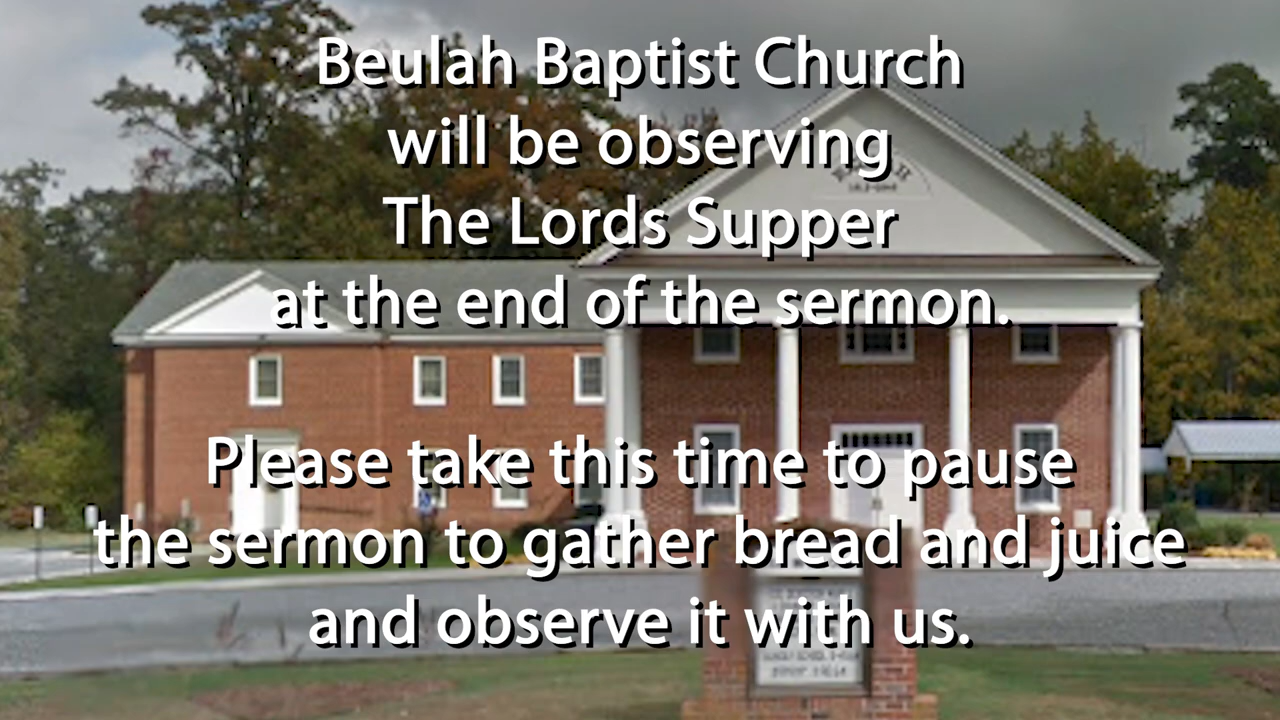 Beulah Baptist Church
will be observing
The Lords Supper
at the end of the sermon.
Please take this time to pause
the sermon to gather bread and juice
and observe it with us.